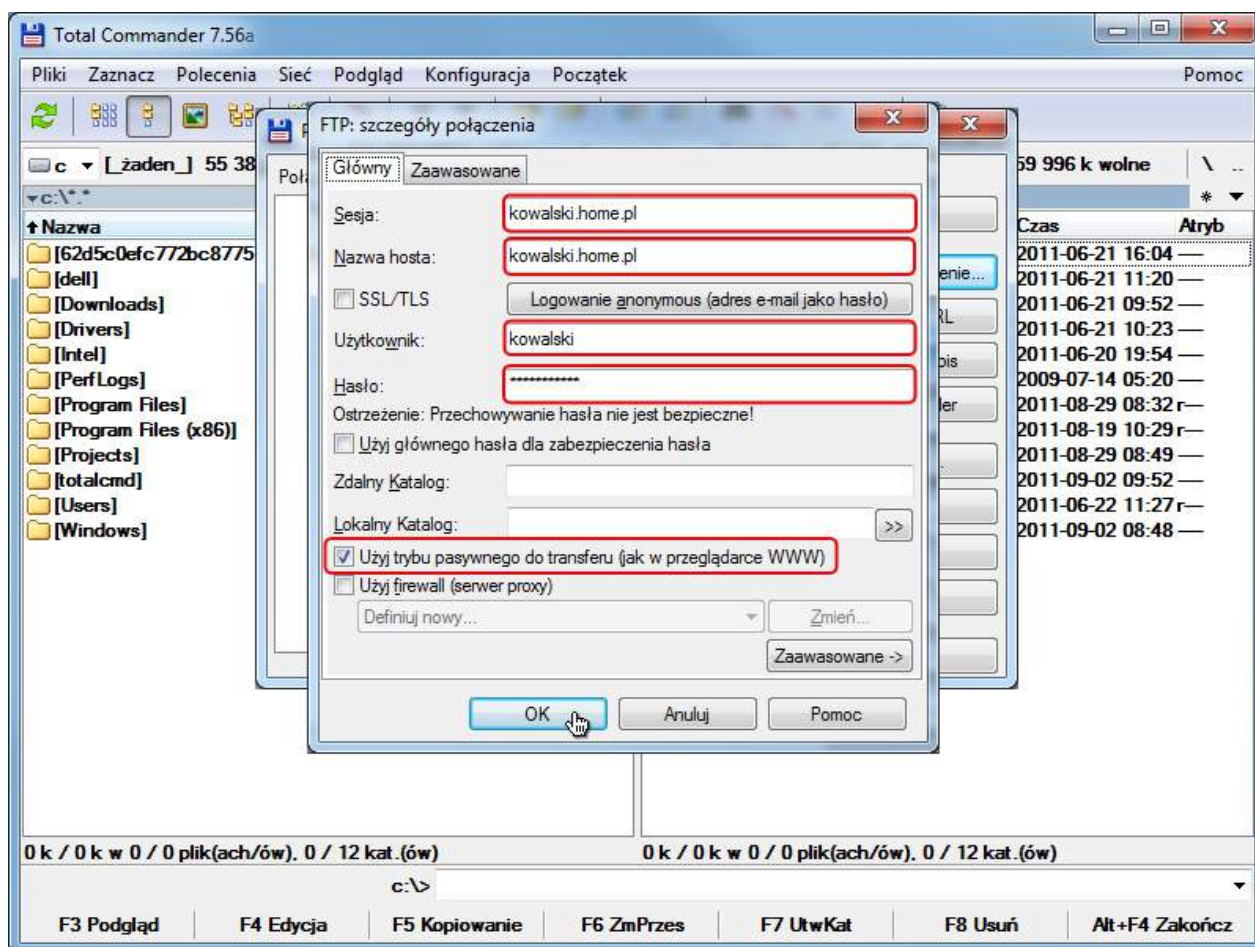 Total Commander 7.56a
Pliki Zaznacz Polecenia Sieć Podgląd Konfiguracja Początek Pomoc
FTP: szczegóły połączenia
c [_żaden_] 55 38
59 996 k wolne \ ..
Główny Zaawasowane
c:\*.*
* 
Nazwa
Czas Atryb
Sesja: kowalski.home.pl
[62d5c0efc772bc8775
2011-06-21 16:04 ----
Nazwa hosta: kowalski.home.pl
[dell]
enie...
2011-06-21 11:20 ----
SSL/TLS Logowanie anonymous (adres e-mail jako hasło)
[Downloads]
2011-06-21 09:52 ----
[Drivers]
RL
2011-06-21 10:23 ----
Użytkownik: kowalski
[Intel]
2011-06-20 19:54 ----
[PerfLogs]
pis
2009-07-14 05:20 ----
Hasło: ***********
[Program Files]
der
2011-08-29 08:32 r---
Ostrzeżenie: Przechowywanie hasła nie jest bezpieczne!
[Program Files (x86)]
2011-08-19 10:29 r---
Użyj głównego hasła dla zabezpieczenia hasła
[Projects]
2011-08-29 08:49 ----
[totalcmd]
2011-09-02 09:52 ----
Zdalny Katalog:
[Users]
2011-06-22 11:27 r---
Lokalny Katalog: >>
[Windows]
2011-09-02 08:48 ----
Użyj trybu pasywnego do transferu (jak w przeglądarce WWW)
Użyj firewall (serwer proxy)
Definiuj nowy... Zmień...
Zaawasowane ->
OK Anuluj Pomoc
0 k / 0 k w 0 / 0 plik(ach/ów), 0 / 12 kat.(ów) 0 k / 0 k w 0 / 0 plik(ach/ów), 0 / 12 kat.(ów)
c:\>
F3 Podgląd F4 Edycja F5 Kopiowanie F6 ZmPrzes F7 UtwKat F8 Usuń Alt+F4 Zakończ